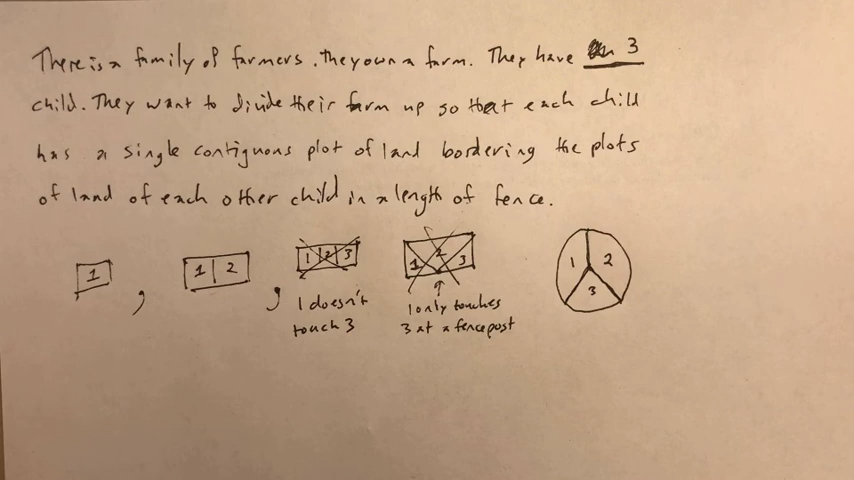 There is a family of farmers. they own a farm. They have 3
child. They want to divide their farm up so that each child
has a single contiguous plot of land bordering the plots
of land of each other child in a length of fence.
1 , 1 2 , 1 2 3 1 2 3 1 2 3
1 doesn't touch 3
1 only touches 3 at a fencepost